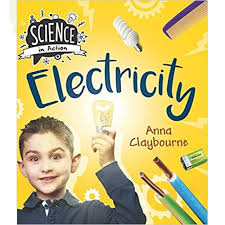 SCIENCE
in Action
Electricity
Anna
Claybourne